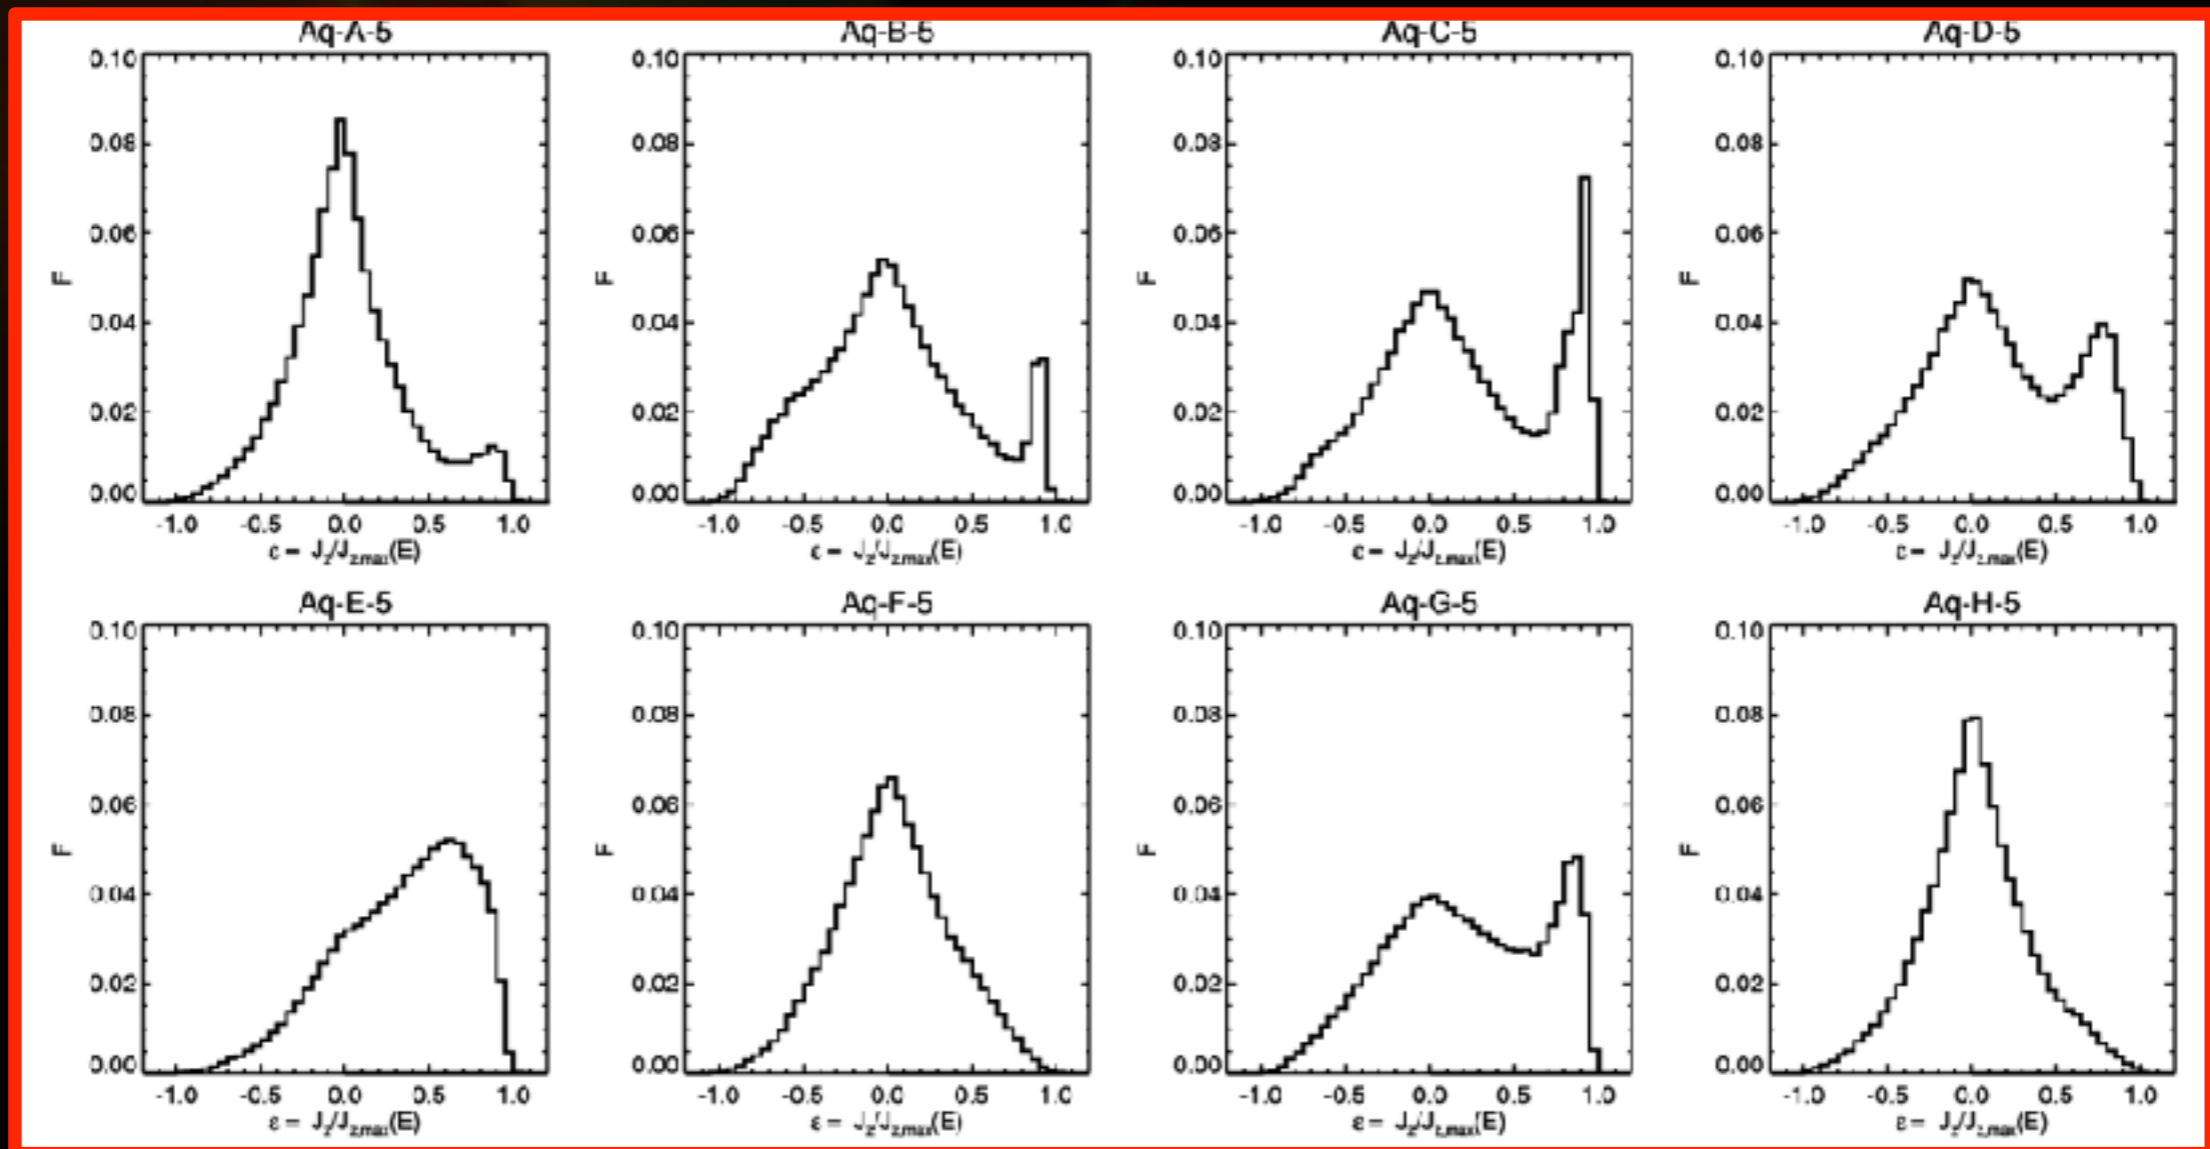 Aq-A-5
Aq-B-5
Aq-C-5
Aq-D-5
0.10 0.10 0.10 0.10
0.08 0.08 0.08 0.08
0.06 0.06 0.06 0.06
F F F F
0.04 0.04 0.04 0.04
0.02 0.02 0.02 0.02
0.00 0.00 0.00 0.00
-1.0 -0.5 0.0 0.5 1.0 -1.0 -0.5 0.0 0.5 1.0 -1.0 -0.5 0.0 0.5 1.0 -1.0 -0.5 0.0 0.5 1.0
ε = Jz/Jz,max(E) ε = Jz/Jz,max(E) ε = Jz/Jz,max(E) ε = Jz/Jz,max(E)
Aq-E-5
Aq-F-5
Aq-G-5
Aq-H-5
0.10 0.10 0.10 0.10
0.08 0.08 0.08 0.08
0.06 0.06 0.06 0.06
F F F F
0.04 0.04 0.04 0.04
0.02 0.02 0.02 0.02
0.00 0.00 0.00 0.00
-1.0 -0.5 0.0 0.5 1.0 -1.0 -0.5 0.0 0.5 1.0 -1.0 -0.5 0.0 0.5 1.0 -1.0 -0.5 0.0 0.5 1.0
ε = Jz/Jz,max(E) ε = Jz/Jz,max(E) ε = Jz/Jz,max(E) ε = Jz/Jz,max(E)